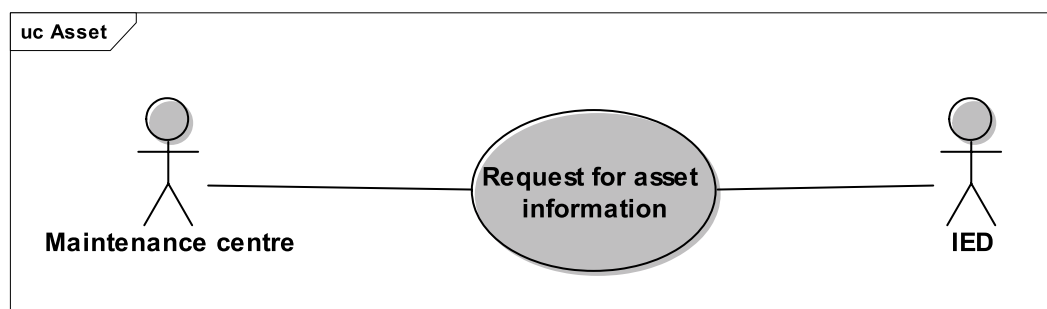 uc Asset
Request for asset
information
Maintenance centre
IED